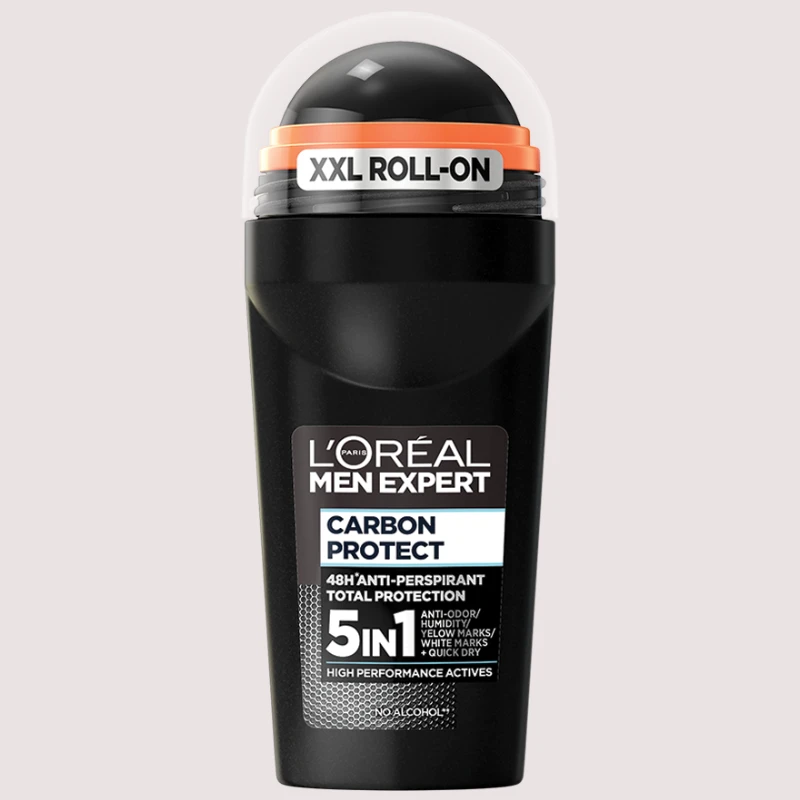 XXL ROLL-ON
L'ORÉAL
PARIS
MEN EXPERT
CARBON
PROTECT
48H*ANTI-PERSPIRANT
TOTAL PROTECTION
5IN1
ANTI-ODOR/
HUMIDITY/
YELOW MARKS/
WHITE MARKS
+ QUICK DRY
HIGH PERFORMANCE ACTIVES
NO ALCOHOL**